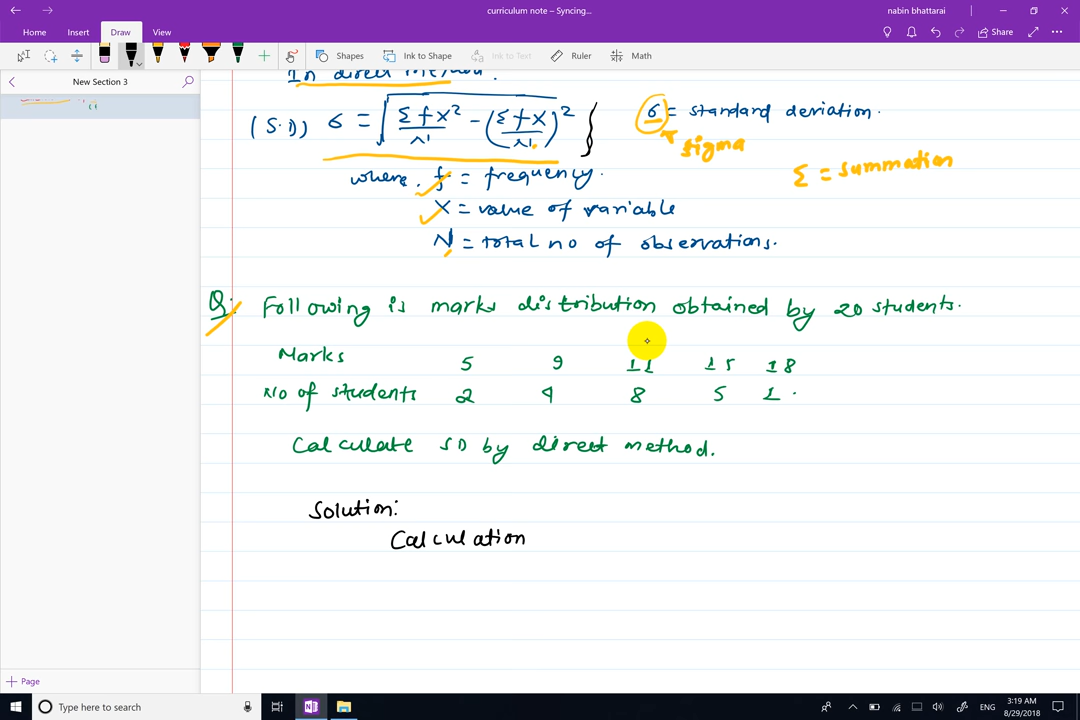 curriculum note – Syncing...
nabin bhattarai
Home Insert Draw View
Share
Shapes Ink to Shape Ink to Text Ruler Math
New Section 3
In direct method.
(S.D) σ = √ Σfx² / N - (Σfx / N)²
σ = standard deviation.
sigma
Σ = summation
where, f = frequency.
X = value of variable
N = total no of observations.
Q: Following is marks distribution obtained by 20 students.
Marks 5 9 11 15 18
No of students 2 4 8 5 1.
Calculate SD by direct method.
Solution:
Calculation
Page
Type here to search
ENG
3:19 AM
8/29/2018